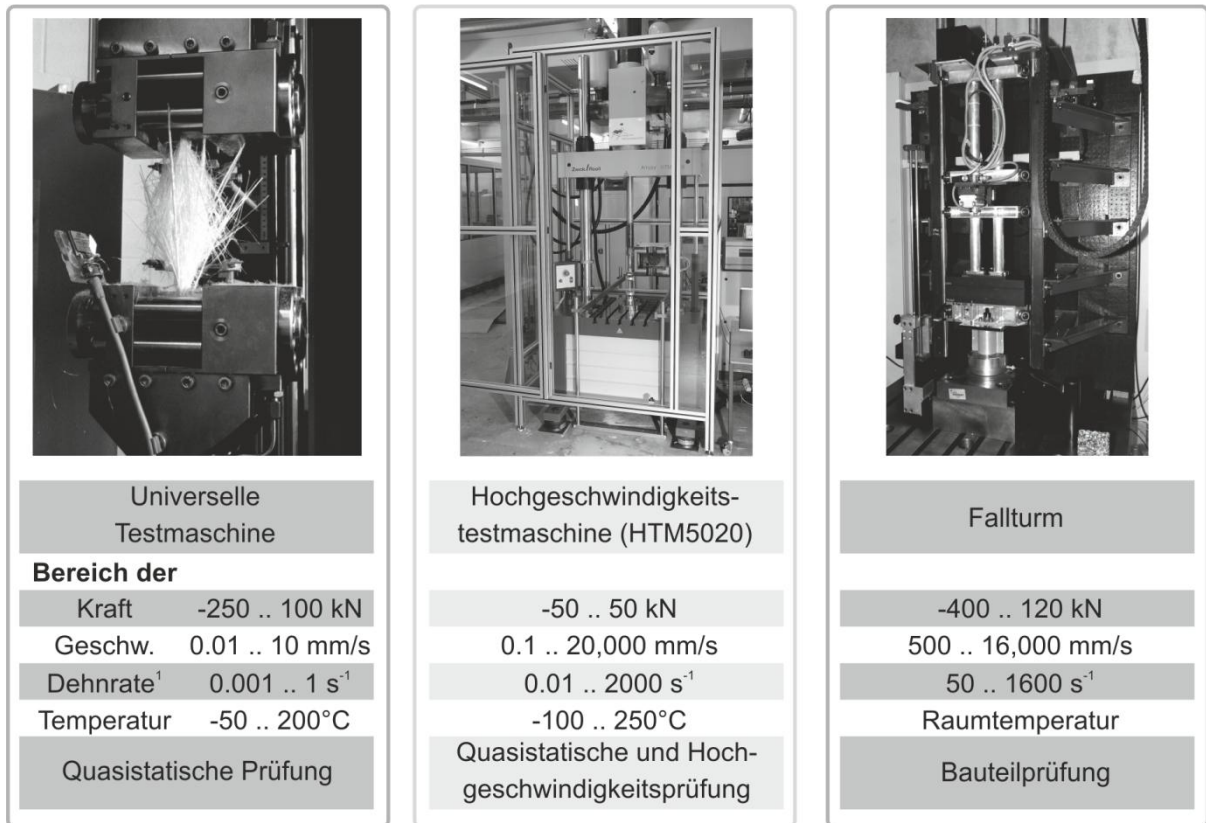 Universelle
Testmaschine
Bereich der
Kraft -250 .. 100 kN
Geschw. 0.01 .. 10 mm/s
Dehnrate¹ 0.001 .. 1 s⁻¹
Temperatur -50 .. 200°C
Quasistatische Prüfung
Hochgeschwindigkeits-
testmaschine (HTM5020)
-50 .. 50 kN
0.1 .. 20,000 mm/s
0.01 .. 2000 s⁻¹
-100 .. 250°C
Quasistatische und Hoch-
geschwindigkeitsprüfung
Fallturm
-400 .. 120 kN
500 .. 16,000 mm/s
50 .. 1600 s⁻¹
Raumtemperatur
Bauteilprüfung